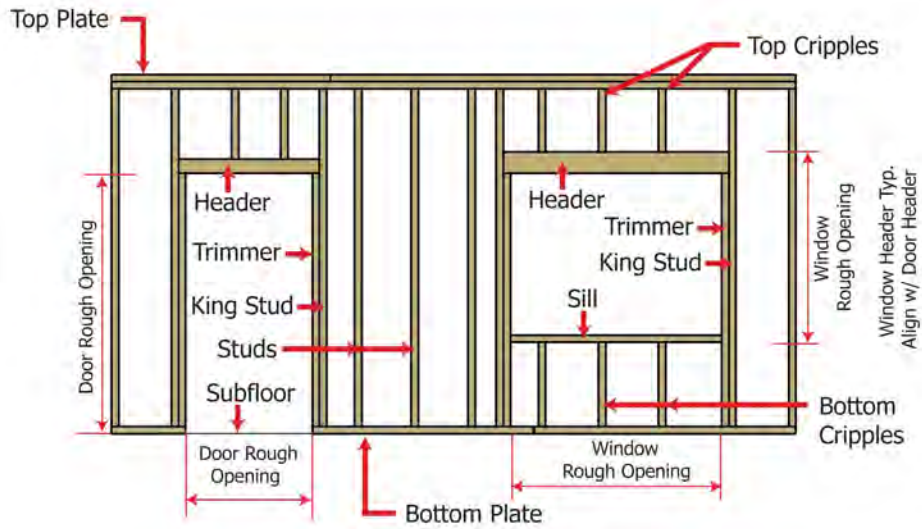 Top Plate
Top Cripples
Header
Header
Trimmer
Trimmer
King Stud
King Stud
Sill
Studs
Subfloor
Door Rough Opening
Window
Rough Opening
Window Header Typ.
Align w/ Door Header
Bottom
Cripples
Door Rough
Opening
Window
Rough Opening
Bottom Plate